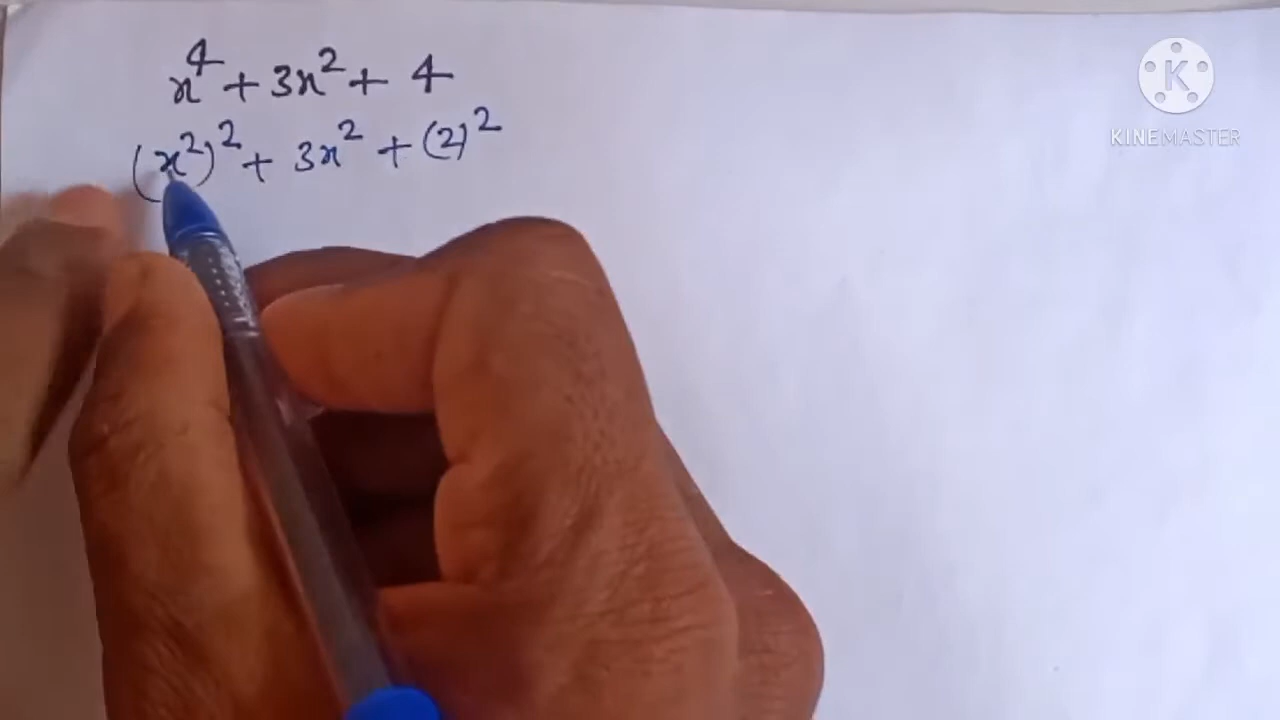 x⁴ + 3x² + 4
(x²)² + 3x² + (2)²
K
KINEMASTER